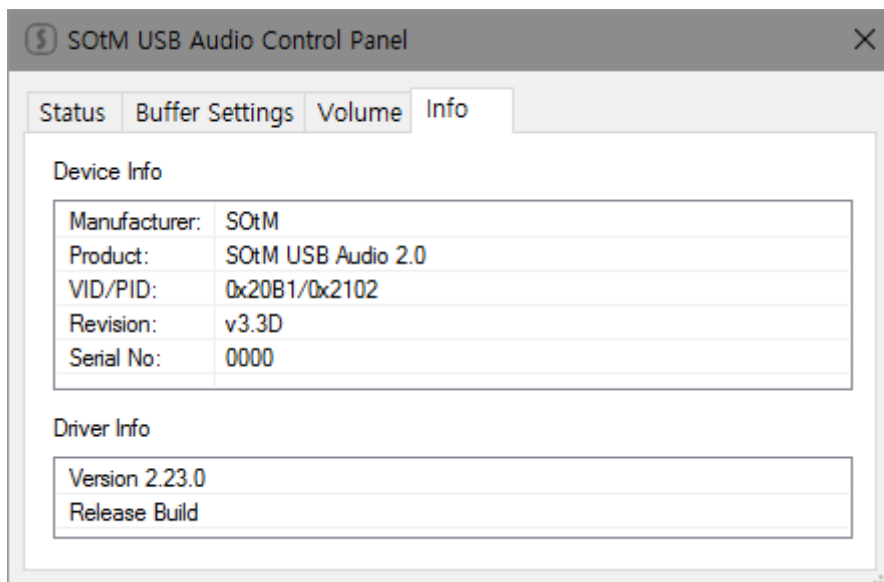 SOtM USB Audio Control Panel
Status Buffer Settings Volume Info
Device Info
Manufacturer: SOtM
Product: SOtM USB Audio 2.0
VID/PID: 0x20B1/0x2102
Revision: v3.3D
Serial No: 0000
Driver Info
Version 2.23.0
Release Build